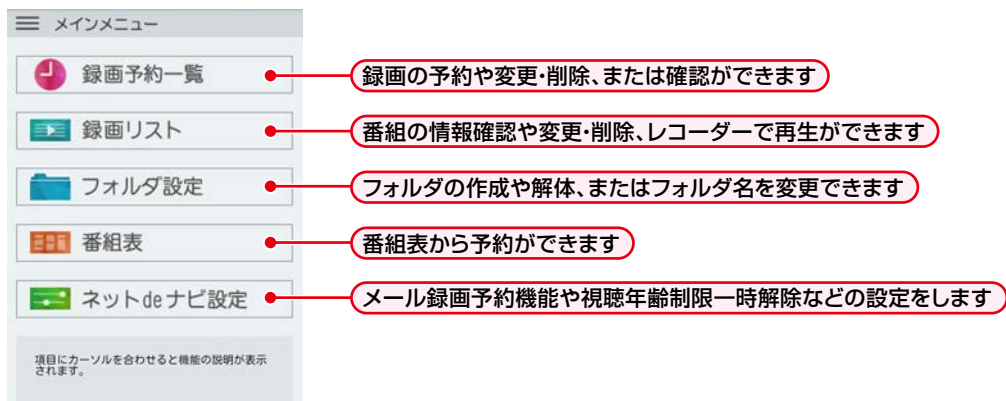 メインメニュー
録画予約一覧
録画の予約や変更・削除、または確認ができます
録画リスト
番組の情報確認や変更・削除、レコーダーで再生ができます
フォルダ設定
フォルダの作成や解体、またはフォルダ名を変更できます
番組表
番組表から予約ができます
ネットdeナビ設定
メール録画予約機能や視聴年齢制限一時解除などの設定をします
項目にカーソルを合わせると機能の説明が表示
されます。